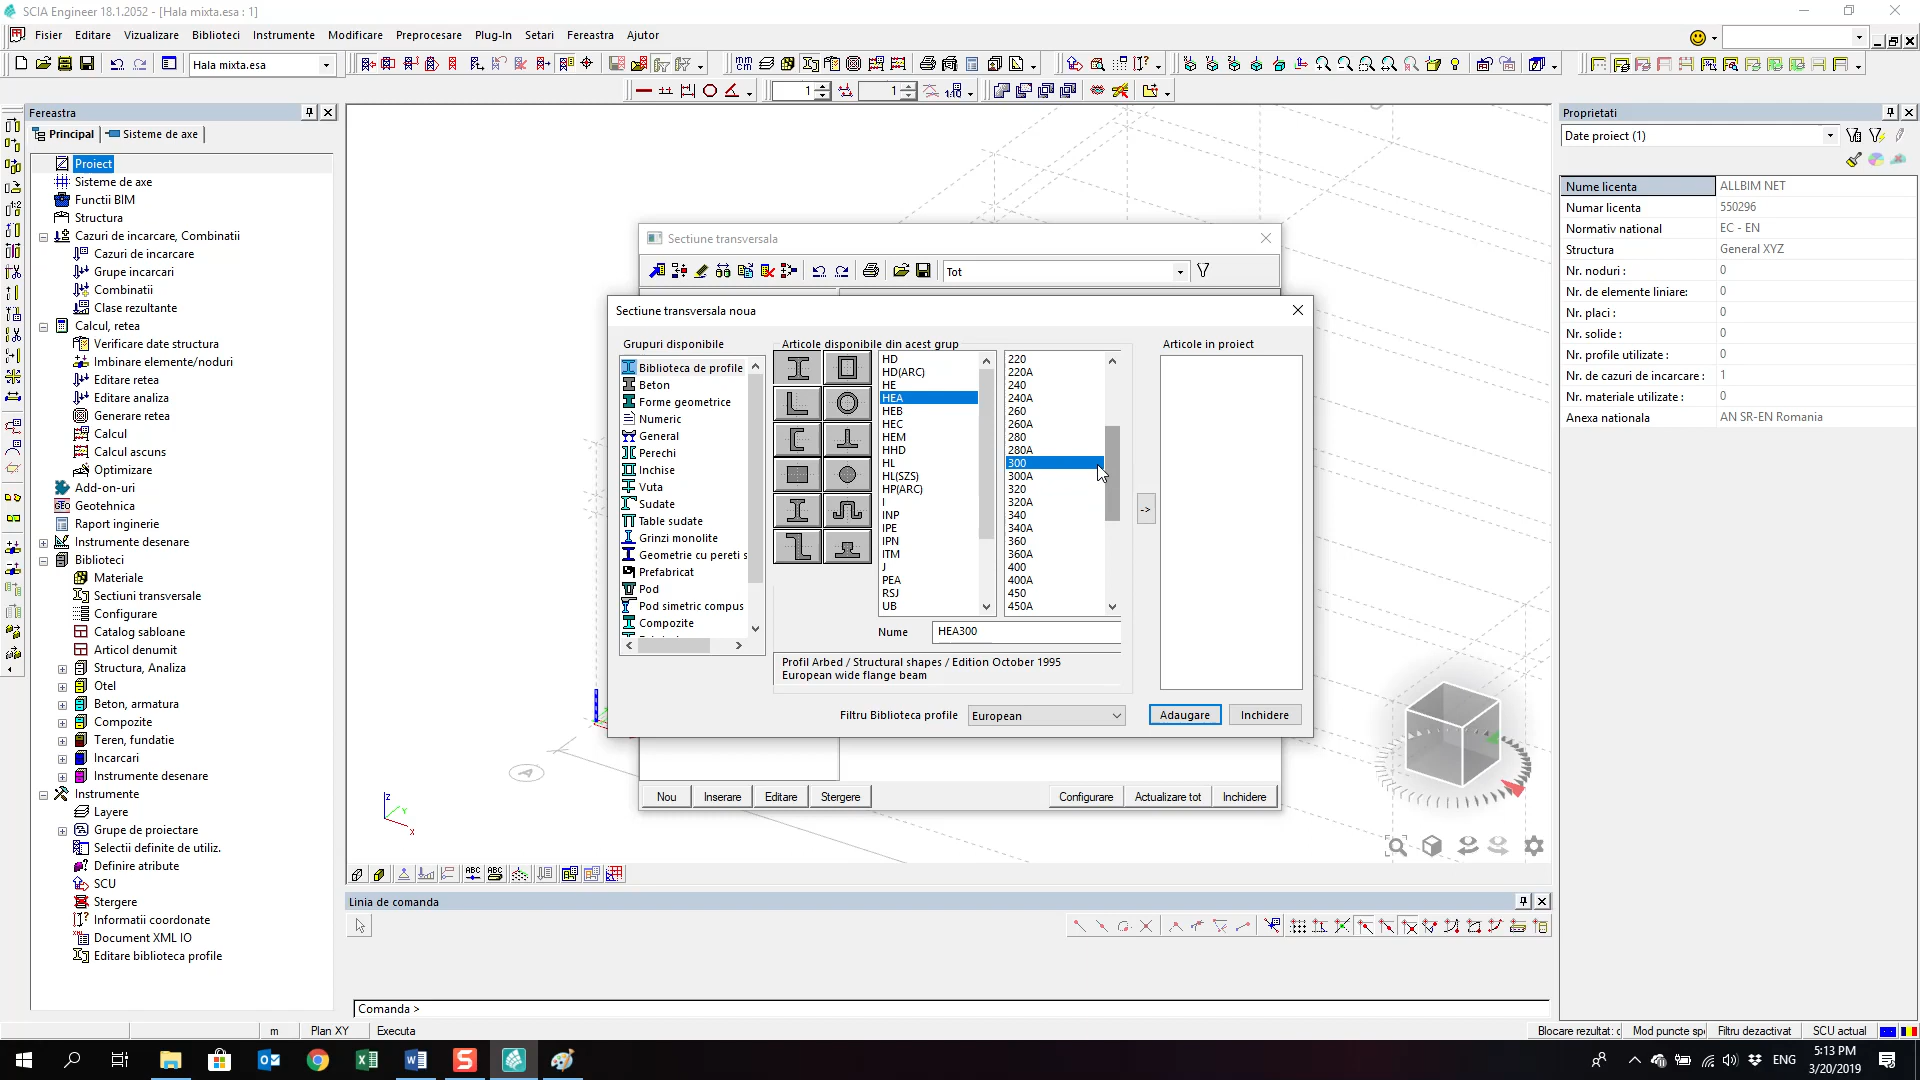 SCIA Engineer 18.1.2052 - [Hala mixta.esa : 1]
Fisier Editare Vizualizare Biblioteci Instrumente Modificare Preprocesare Plug-In Setari Fereastra Ajutor
Hala mixta.esa
1 1
Fereastra
Principal Sisteme de axe
Proiect
Sisteme de axe
Functii BIM
Structura
Cazuri de incarcare, Combinatii
Cazuri de incarcare
Grupe incarcari
Combinatii
Clase rezultante
Calcul, retea
Verificare date structura
Imbinare elemente/noduri
Editare retea
Editare analiza
Generare retea
Calcul
Calcul ascuns
Optimizare
Add-on-uri
Geotehnica
Raport inginerie
Instrumente desenare
Biblioteci
Materiale
Sectiuni transversale
Configurare
Catalog sabloane
Articol denumit
Structura, Analiza
Otel
Beton, armatura
Composite
Teren, fundatie
Incarcari
Instrumente desenare
Instrumente
Layere
Grupe de proiectare
Selectii definite de utiliz.
Definire atribute
SCU
Stergere
Informatii coordonate
Document XML IO
Editare biblioteca profile
Sectiune transversala
Tot
Sectiune transversala noua
Grupuri disponibile
Biblioteca de profile
Beton
Forme geometrice
Numeric
General
Perechi
Inchise
Vuta
Sudate
Table sudate
Grinzi monolite
Geometrie cu pereti s
Prefabricat
Pod
Pod simetric compus
Compozite
Articole disponibile din acest grup
HD
HD(ARC)
HE
HEA
HEB
HEC
HEM
HHD
HL
HL(SZS)
HP(ARC)
I
INP
IPE
IPN
ITM
J
PEA
RSJ
UB
220
220A
240
240A
260
260A
280
280A
300
300A
320
320A
340
340A
360
360A
400
400A
450
450A
Articole in proiect
->
Nume HEA300
Profil Arbed / Structural shapes / Edition October 1995
European wide flange beam
Filtru Biblioteca profile European Adaugare Inchidere
Nou Inserare Editare Stergere Configurare Actualizare tot Inchidere
A
Z
Y
X
Proprietati
Date proiect (1)
Nume licenta ALLBIM NET
Numar licenta 550296
Normativ national EC - EN
Structura General XYZ
Nr. noduri : 0
Nr. de elemente liniare: 0
Nr. placi : 0
Nr. solide : 0
Nr. profile utilizate : 0
Nr. de cazuri de incarcare : 1
Nr. materiale utilizate : 0
Anexa nationala AN SR-EN Romania
Linia de comanda
Comanda >
m Plan XY Executa Blocare rezultat: Mod puncte Filtru dezactivat SCU actual
ENG
5:13 PM
3/20/2019